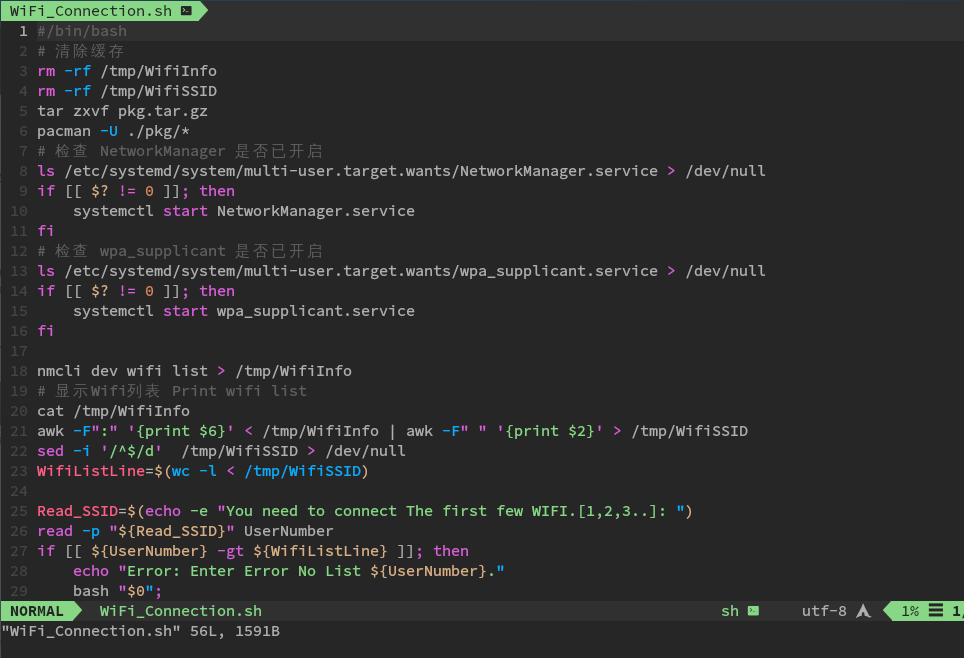 WiFi_Connection.sh
1 #/bin/bash
2 # 清除缓存
3 rm -rf /tmp/WifiInfo
4 rm -rf /tmp/WifiSSID
5 tar zxvf pkg.tar.gz
6 pacman -U ./pkg/*
7 # 检查 NetworkManager 是否已开启
8 ls /etc/systemd/system/multi-user.target.wants/NetworkManager.service > /dev/null
9 if [[ $? != 0 ]]; then
10     systemctl start NetworkManager.service
11 fi
12 # 检查 wpa_supplicant 是否已开启
13 ls /etc/systemd/system/multi-user.target.wants/wpa_supplicant.service > /dev/null
14 if [[ $? != 0 ]]; then
15     systemctl start wpa_supplicant.service
16 fi
17
18 nmcli dev wifi list > /tmp/WifiInfo
19 # 显示Wifi列表 Print wifi list
20 cat /tmp/WifiInfo
21 awk -F":" '{print $6}' < /tmp/WifiInfo | awk -F" " '{print $2}' > /tmp/WifiSSID
22 sed -i '/^$/d'  /tmp/WifiSSID > /dev/null
23 WifiListLine=$(wc -l < /tmp/WifiSSID)
24
25 Read_SSID=$(echo -e "You need to connect The first few WIFI.[1,2,3..]: ")
26 read -p "${Read_SSID}" UserNumber
27 if [[ ${UserNumber} -gt ${WifiListLine} ]]; then
28     echo "Error: Enter Error No List ${UserNumber}."
29     bash "$0";
NORMAL WiFi_Connection.sh sh utf-8 1% 1,
"WiFi_Connection.sh" 56L, 1591B